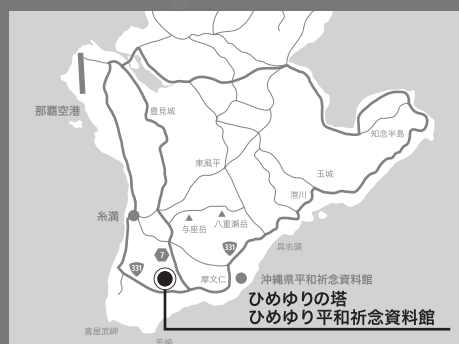 那覇空港
豊見城
知念半島
東風平
玉城
港川
糸満
与座岳
八重瀬岳
331
具志頭
7
331
摩文仁
沖縄県平和祈念資料館
ひめゆりの塔
ひめゆり平和祈念資料館
喜屋武岬
荒崎